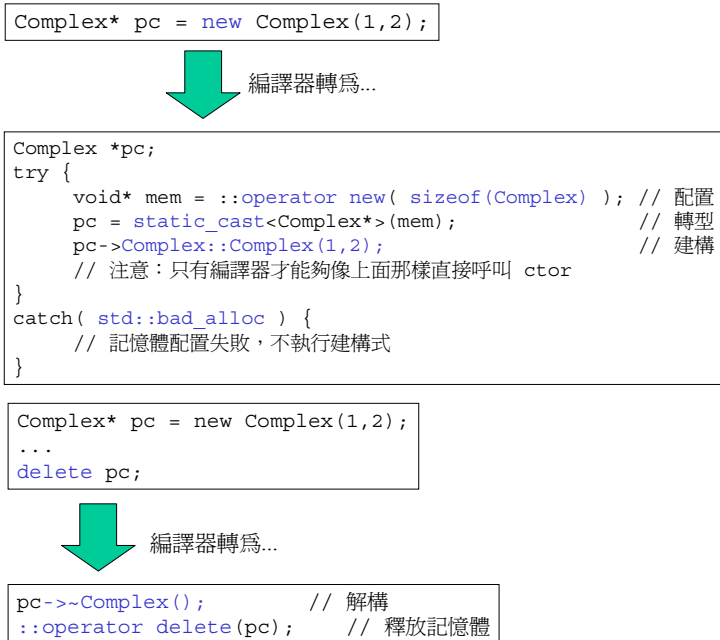 Complex* pc = new Complex(1,2);
編譯器轉為...
Complex *pc;
try {
void* mem = ::operator new( sizeof(Complex) ); // 配置
pc = static_cast<Complex*>(mem); // 轉型
pc->Complex::Complex(1,2); // 建構
// 注意：只有編譯器才能夠像上面那樣直接呼叫 ctor
}
catch( std::bad_alloc ) {
// 記憶體配置失敗，不執行建構式
}
Complex* pc = new Complex(1,2);
...
delete pc;
編譯器轉為...
pc->~Complex(); // 解構
::operator delete(pc); // 釋放記憶體